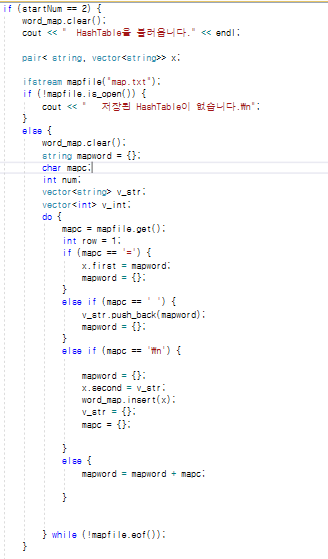 if (startNum == 2) {
word_map.clear();
cout << "  HashTable을 불러옵니다." << endl;
pair< string, vector<string>> x;
ifstream mapfile("map.txt");
if (!mapfile.is_open()) {
cout << "   저장된 HashTable이 없습니다.₩n";
}
else {
word_map.clear();
string mapword = {};
char mapc;
int num;
vector<string> v_str;
vector<int> v_int;
do {
mapc = mapfile.get();
int row = 1;
if (mapc == '=') {
x.first = mapword;
mapword = {};
}
else if (mapc == ' ') {
v_str.push_back(mapword);
mapword = {};
}
else if (mapc == '₩n') {
mapword = {};
x.second = v_str;
word_map.insert(x);
v_str = {};
mapc = {};
}
else {
mapword = mapword + mapc;
}
} while (!mapfile.eof());
}